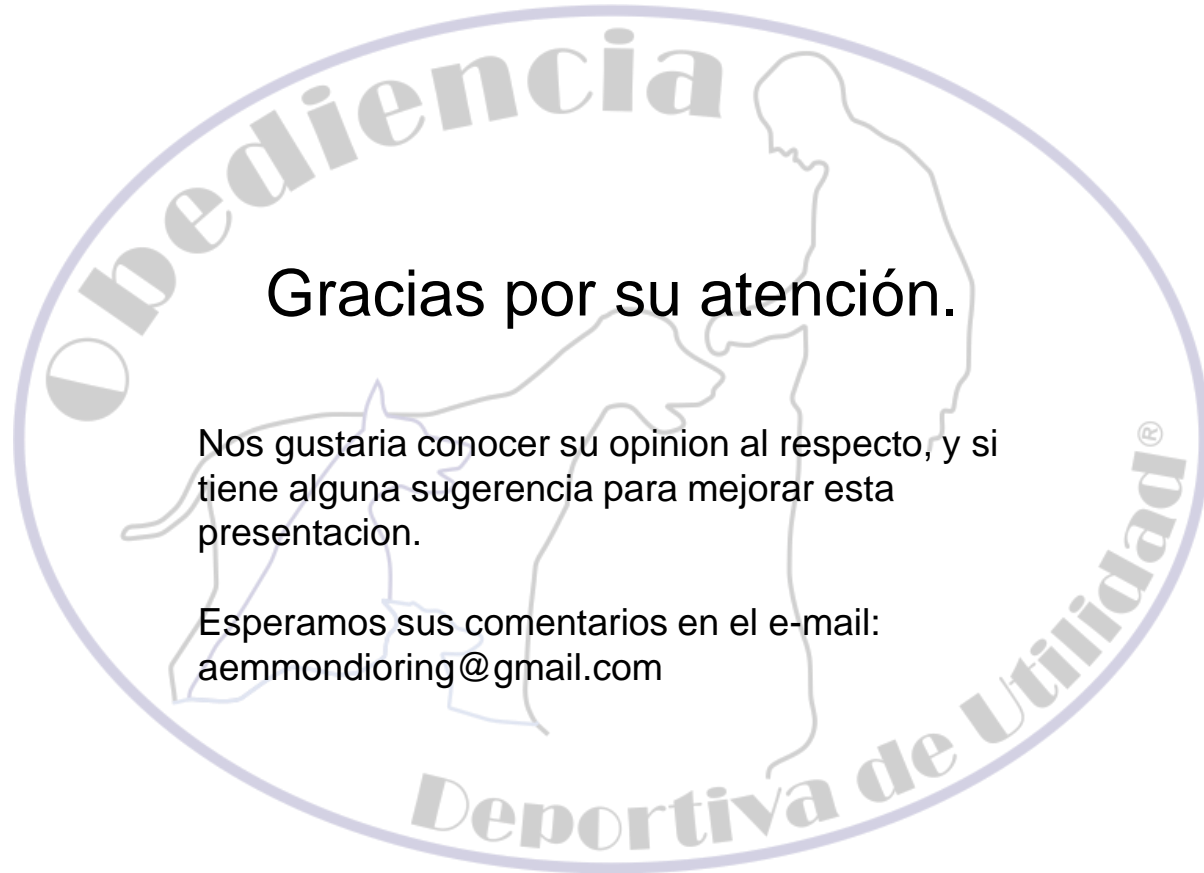 Obediencia
Gracias por su atención.
Nos gustaria conocer su opinion al respecto, y si
tiene alguna sugerencia para mejorar esta
presentacion.
Esperamos sus comentarios en el e-mail:
aemmondioring@gmail.com
Deportiva de Utilidad®